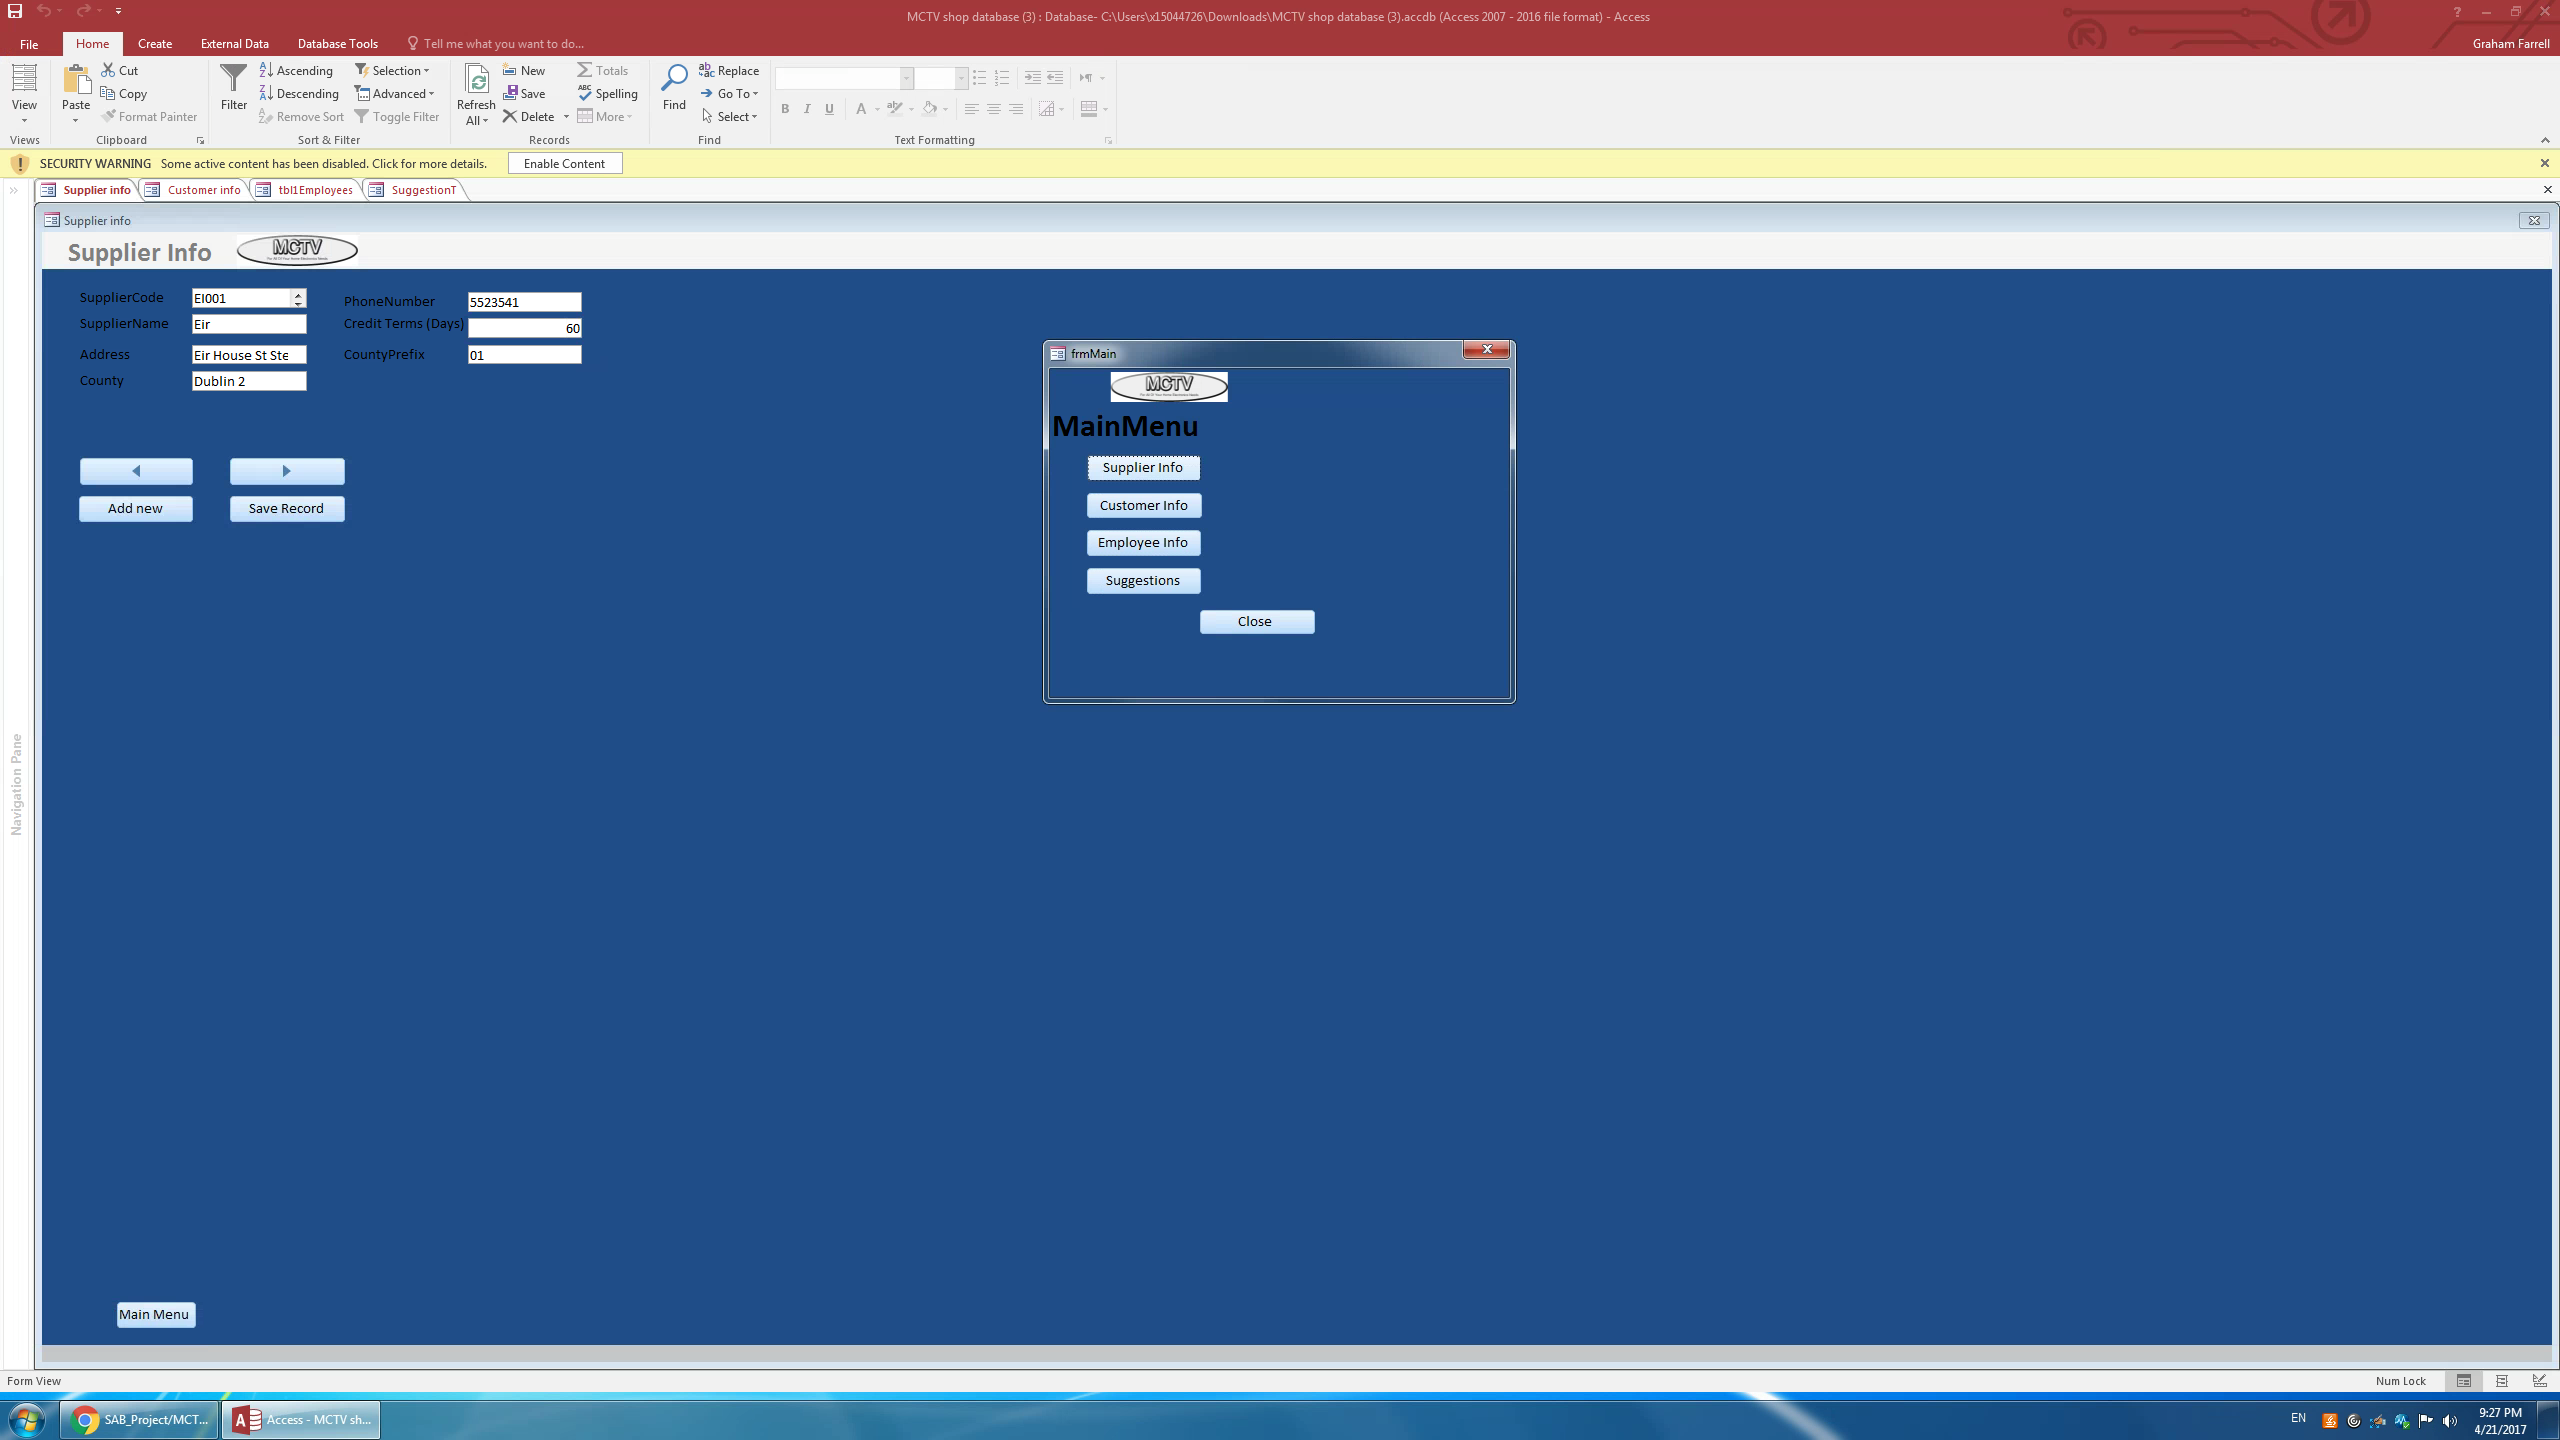 MCTV shop database (3) : Database- C:\Users\x15044726\Downloads\MCTV shop database (3).accdb (Access 2007 - 2016 file format) - Access
File Home Create External Data Database Tools Tell me what you want to do... Graham Farrell
View Paste Cut Copy Format Painter
Filter Ascending Descending Remove Sort Selection Advanced Toggle Filter
Refresh All New Save Delete Totals Spelling More
Find Replace Go To Select
B I U A
Views Clipboard Sort & Filter Records Find Text Formatting
SECURITY WARNING Some active content has been disabled. Click for more details. Enable Content
Supplier info Customer info tbl1Employees SuggestionT
Supplier info
Supplier Info MCTV
SupplierCode EI001 PhoneNumber 5523541
SupplierName Eir Credit Terms (Days) 60
Address Eir House St Ste CountyPrefix 01
County Dublin 2
Add new Save Record
frmMain
MCTV
MainMenu
Supplier Info
Customer Info
Employee Info
Suggestions
Close
Navigation Pane
Main Menu
Form View Num Lock
SAB_Project/MCT... Access - MCTV sh... EN 9:27 PM
4/21/2017